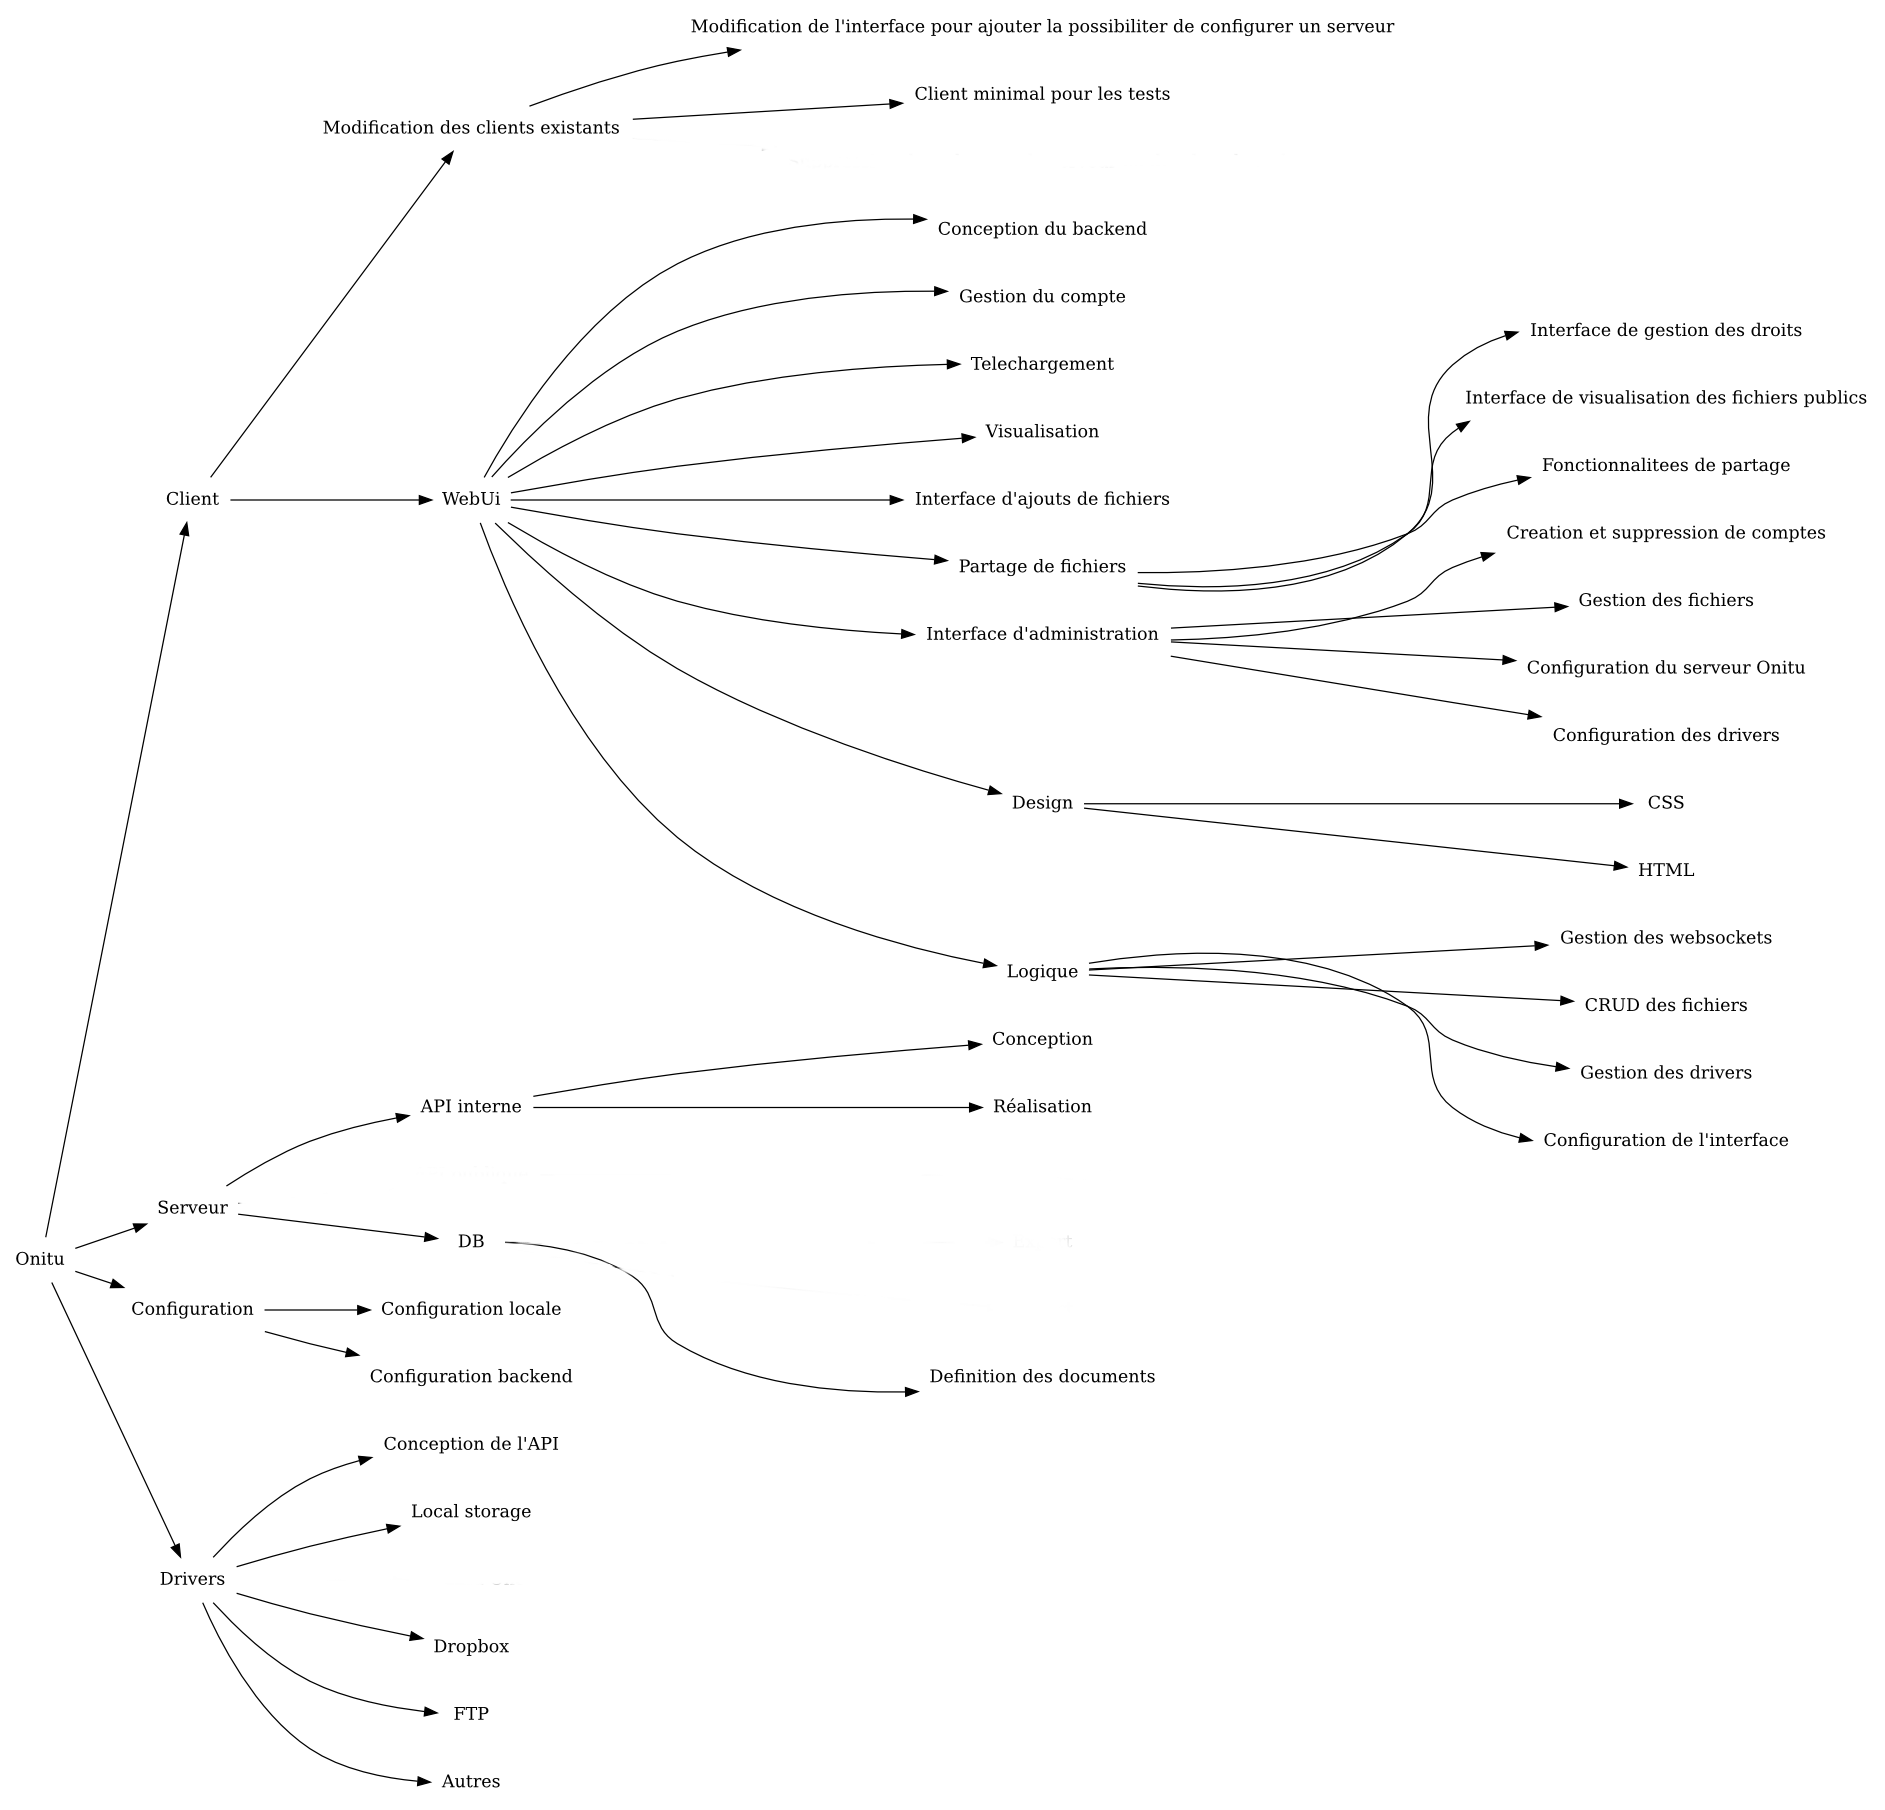 Modification de l'interface pour ajouter la possibiliter de configurer un serveur
Client minimal pour les tests
Modification des clients existants
Conception du backend
Gestion du compte
Interface de gestion des droits
Telechargement
Interface de visualisation des fichiers publics
Visualisation
Fonctionnalitees de partage
Client
WebUi
Interface d'ajouts de fichiers
Creation et suppression de comptes
Partage de fichiers
Gestion des fichiers
Interface d'administration
Configuration du serveur Onitu
Configuration des drivers
Design
CSS
HTML
Gestion des websockets
Logique
CRUD des fichiers
Conception
Gestion des drivers
API interne
Réalisation
Configuration de l'interface
Serveur
DB
Onitu
Configuration
Configuration locale
Configuration backend
Definition des documents
Conception de l'API
Local storage
Drivers
Dropbox
FTP
Autres